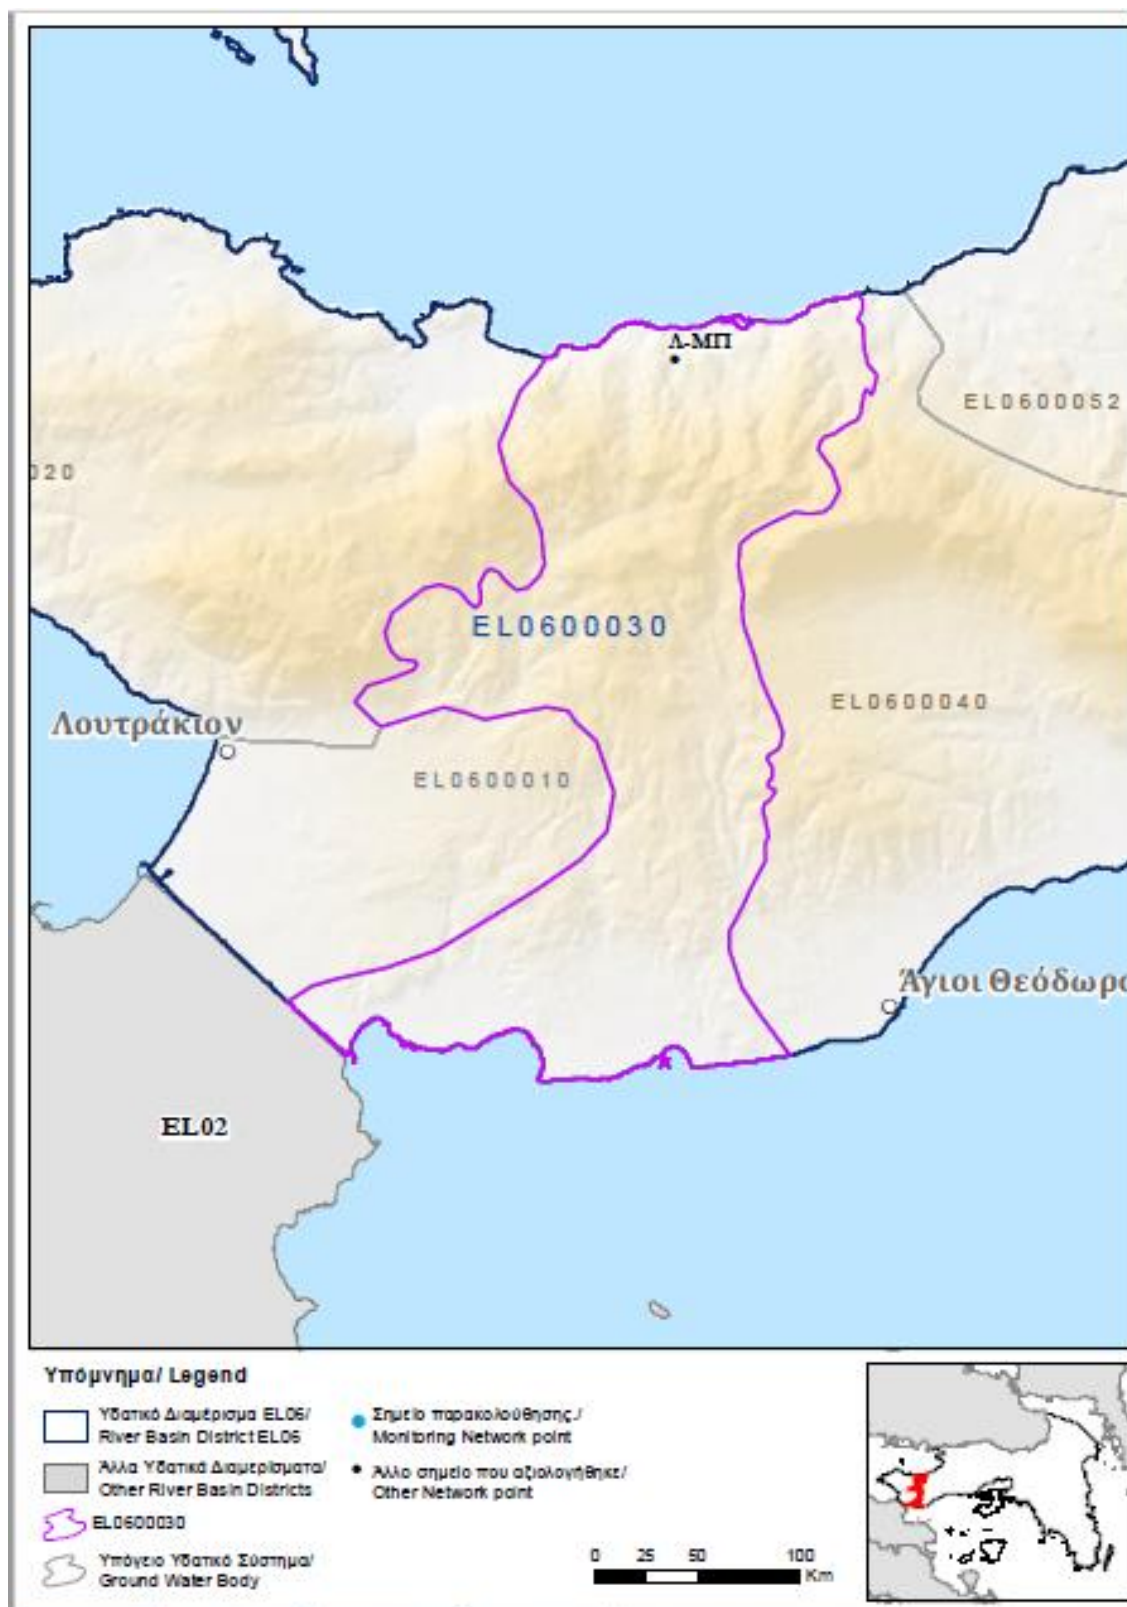 Λ-ΜΠ
EL0600052
020
EL0600030
EL0600040
Λουτράκιον
EL0600010
Άγιοι Θεόδωρο
EL02
Υπόμνημα/ Legend
Υδατικό Διαμέρισμα EL06/
River Basin District EL06
Άλλα Υδατικά Διαμερίσματα/
Other River Basin Districts
EL0600030
Υπόγειο Υδατικό Σύστημα/
Ground Water Body
Σημείο παρακολούθησης/
Monitoring Network point
Άλλο σημείο που αξιολογήθηκε/
Other Network point
0 25 50 100
Km